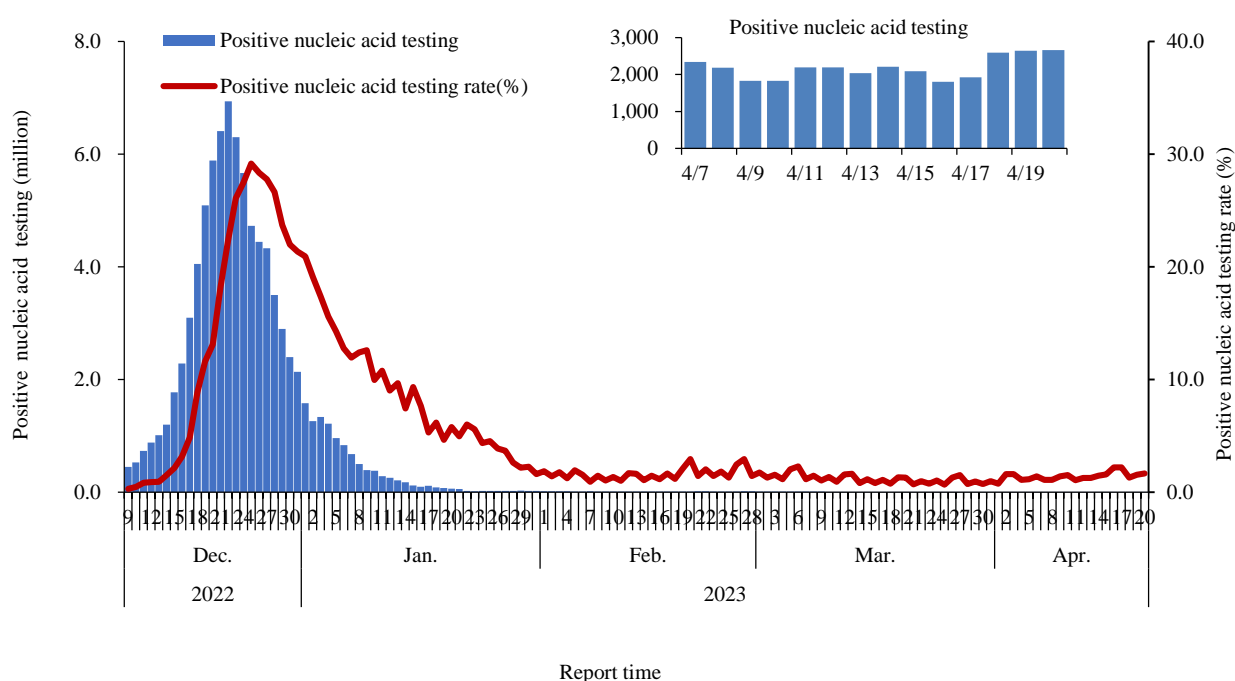 Positive nucleic acid testing
8.0
Positive nucleic acid testing
3,000
40.0
Positive nucleic acid testing rate(%)
2,000
1,000
0
4/7 4/9 4/11 4/13 4/15 4/17 4/19
6.0
30.0
4.0
20.0
2.0
10.0
0.0
0.0
Positive nucleic acid testing (million)
Positive nucleic acid testing rate (%)
9 12 15 18 21 24 27 30 2 5 8 11 14 17 20 23 26 29 1 4 7 10 13 16 19 22 25 28 3 6 9 12 15 18 21 24 27 30 2 5 8 11 14 17 20
Dec. Jan. Feb. Mar. Apr.
2022 2023
Report time